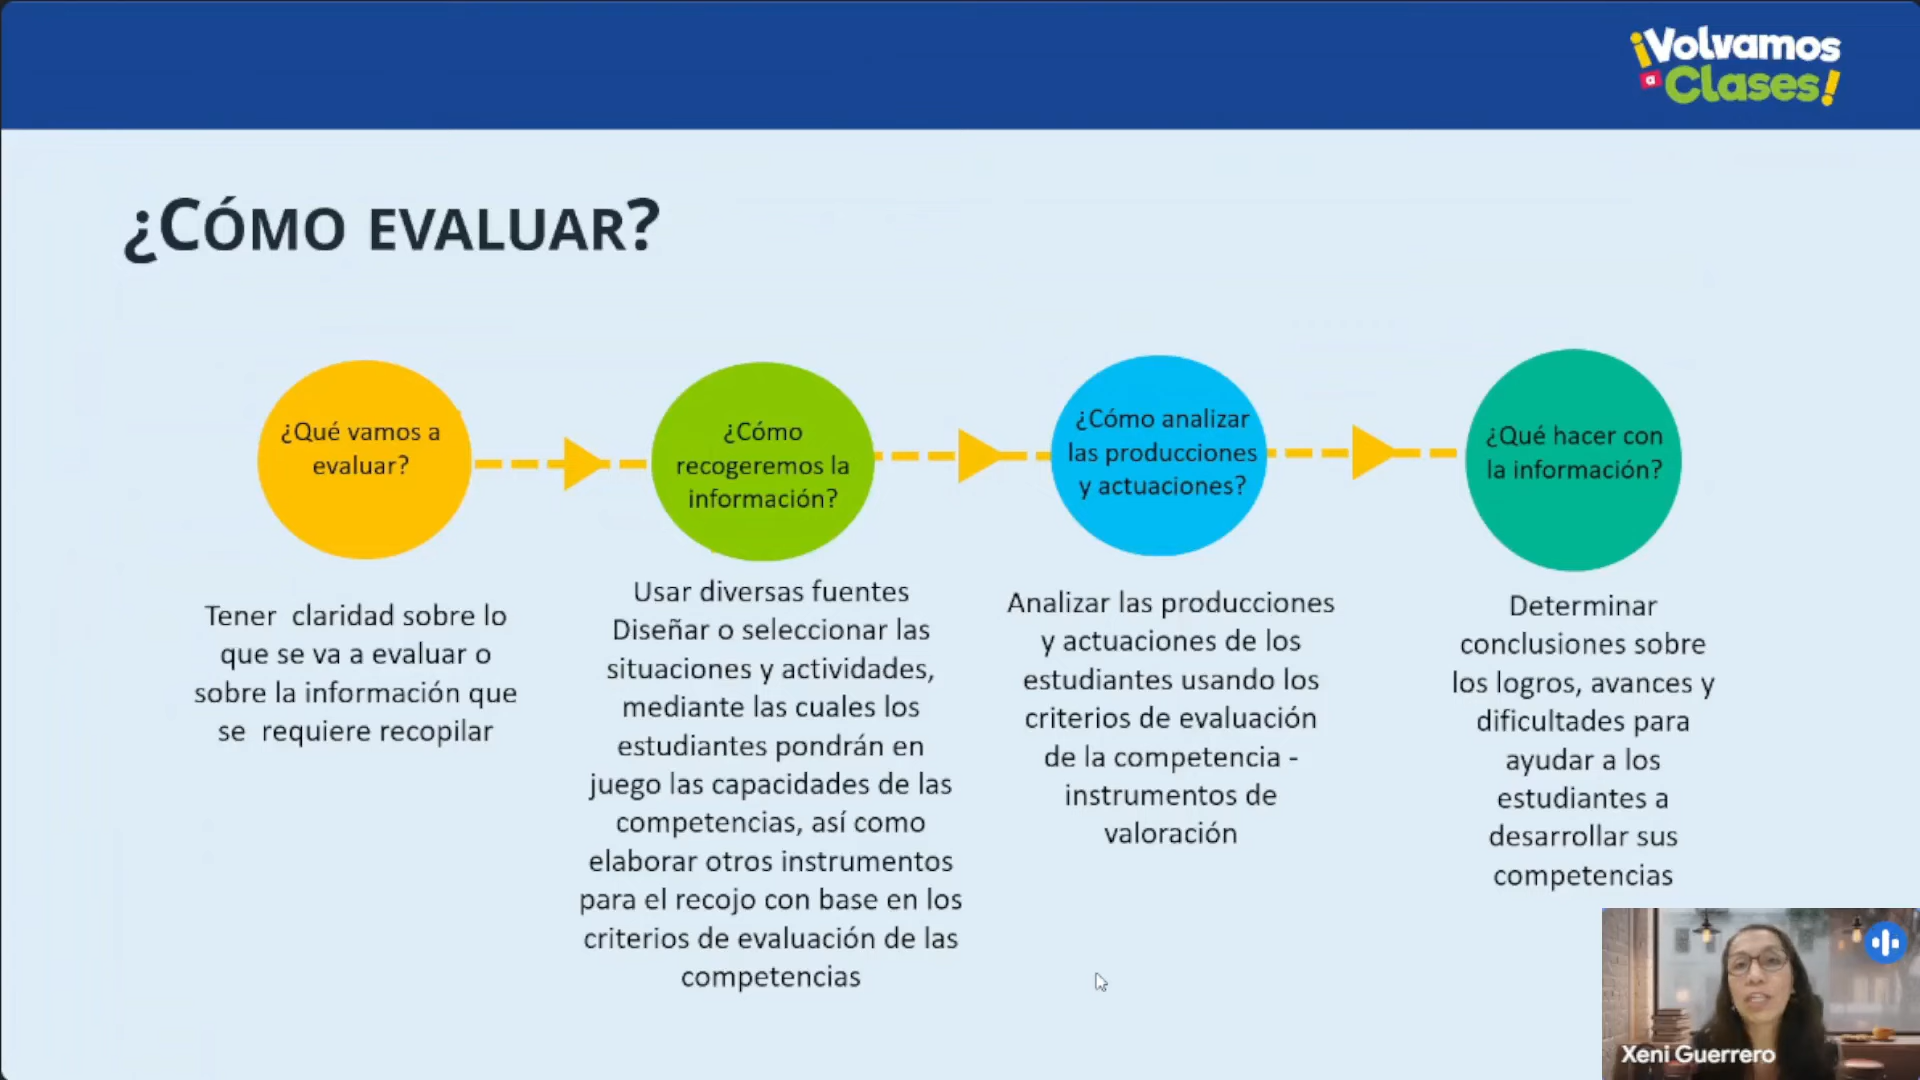 ¡Volvamos
a Clases!
¿CÓMO EVALUAR?
¿Qué vamos a
evaluar?
Tener claridad sobre lo
que se va a evaluar o
sobre la información que
se requiere recopilar
¿Cómo
recogeremos la
información?
Usar diversas fuentes
Diseñar o seleccionar las
situaciones y actividades,
mediante las cuales los
estudiantes pondrán en
juego las capacidades de las
competencias, así como
elaborar otros instrumentos
para el recojo con base en los
criterios de evaluación de las
competencias
¿Cómo analizar
las producciones
y actuaciones?
Analizar las producciones
y actuaciones de los
estudiantes usando los
criterios de evaluación
de la competencia -
instrumentos de
valoración
¿Qué hacer con
la información?
Determinar
conclusiones sobre
los logros, avances y
dificultades para
ayudar a los
estudiantes a
desarrollar sus
competencias
Xeni Guerrero